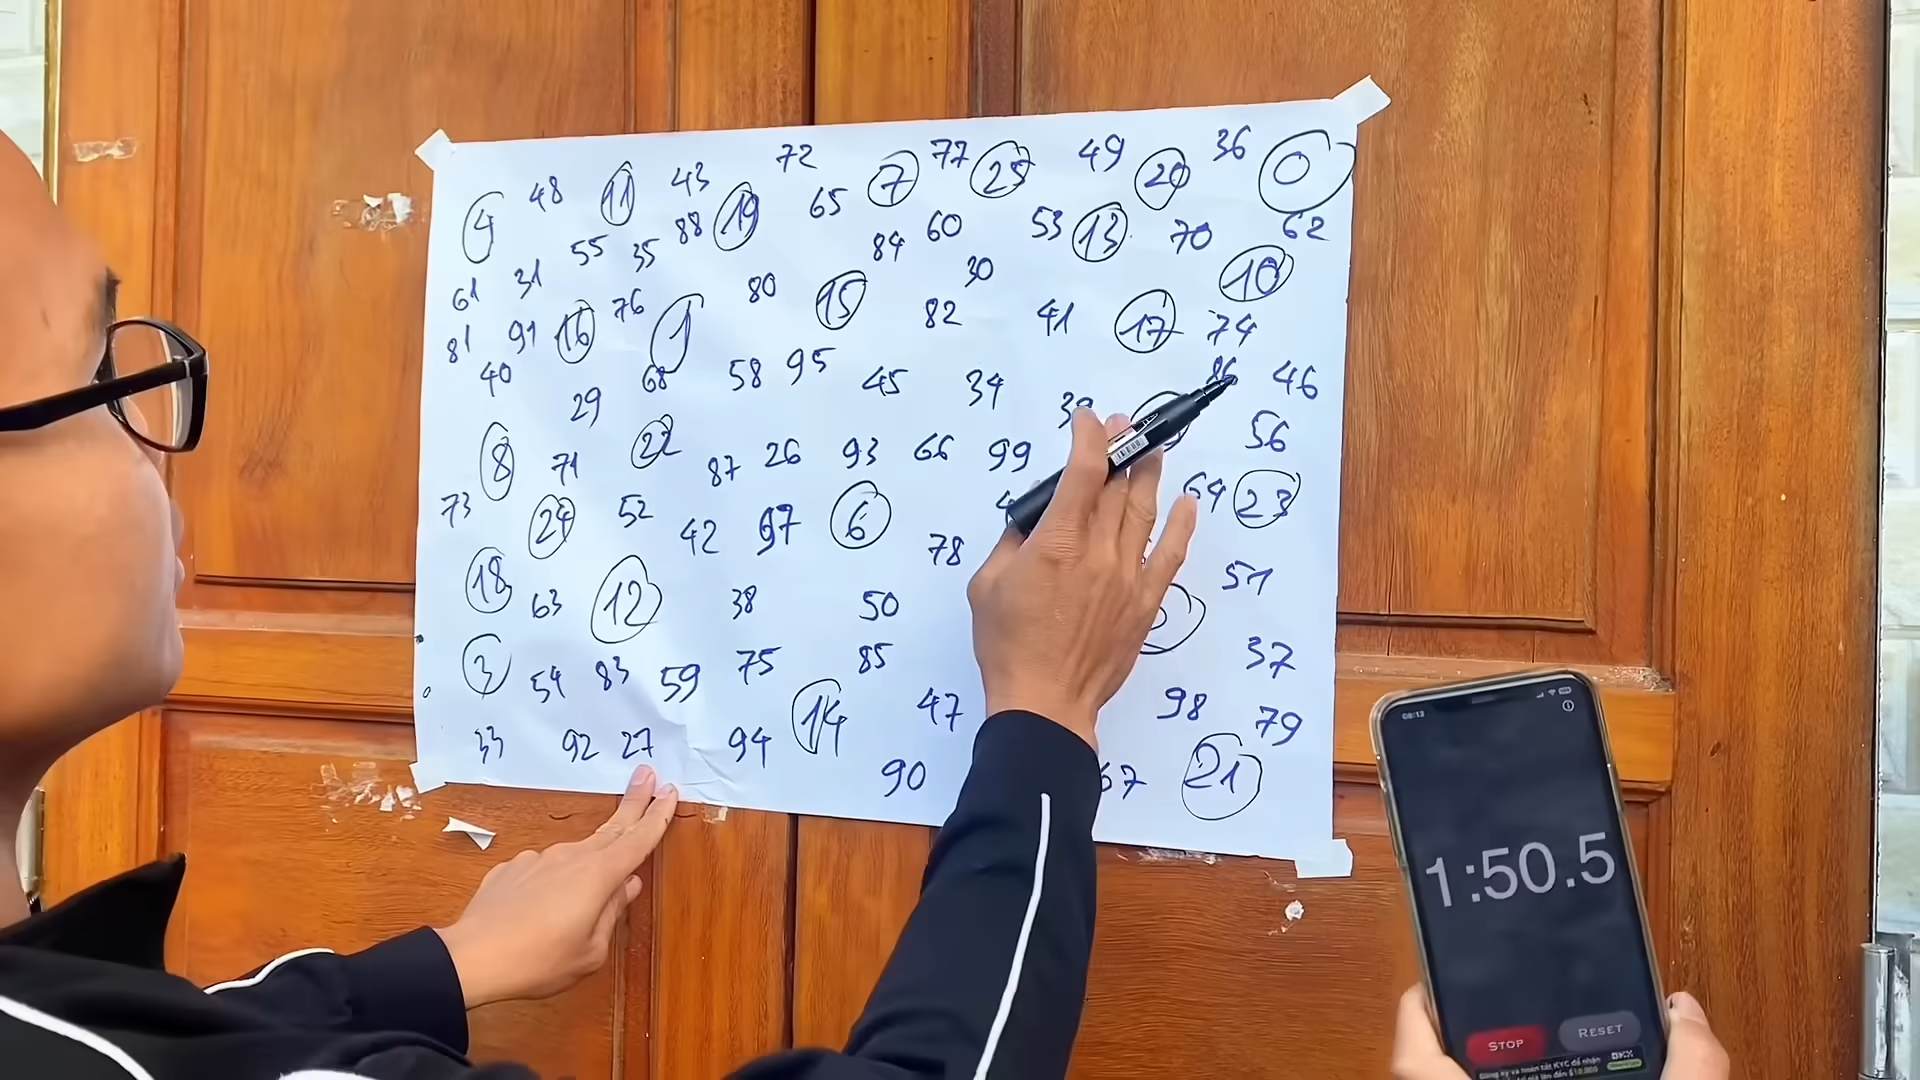 72 77 25 49 20 36 0
4 48 11 43 19 65 7
55 35 88 84 60 53 13 70 62
61 31 76 80 15 30 10
81 91 16 1 82 41 17 74
40 29 68 58 95 45 34 86 46
8 71 22 87 26 93 66 99 56
73 24 52 42 97 6 78 64 23
18 63 12 38 50 51
3 54 83 59 75 85 37
33 92 27 94 14 47 98 79
90 67 21
08:13
1:50.5
STOP RESET